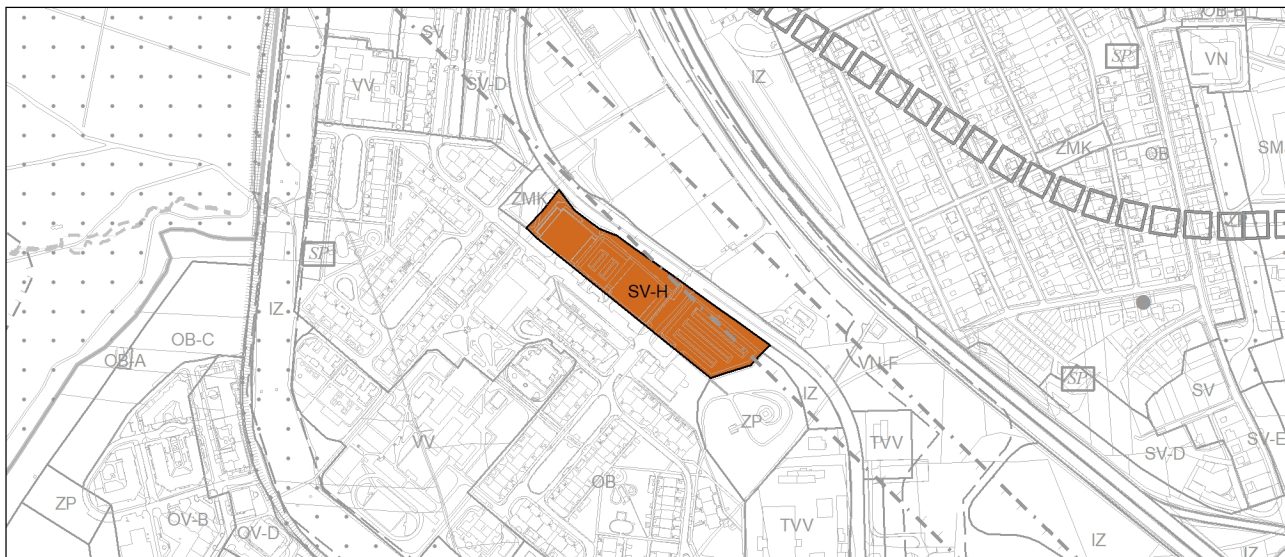 OB-B
SV
IZ
SP
VN
VV
SV-D
SM
ZMK
OB
ZMK
SP
IZ
SV-H
OB-C
OB-A
VN-F
SP
IZ
SV
ZP
TVV
SV-E
VV
SV-D
OB
ZP
OV-B
OV-D
TVV
IZ
IZ